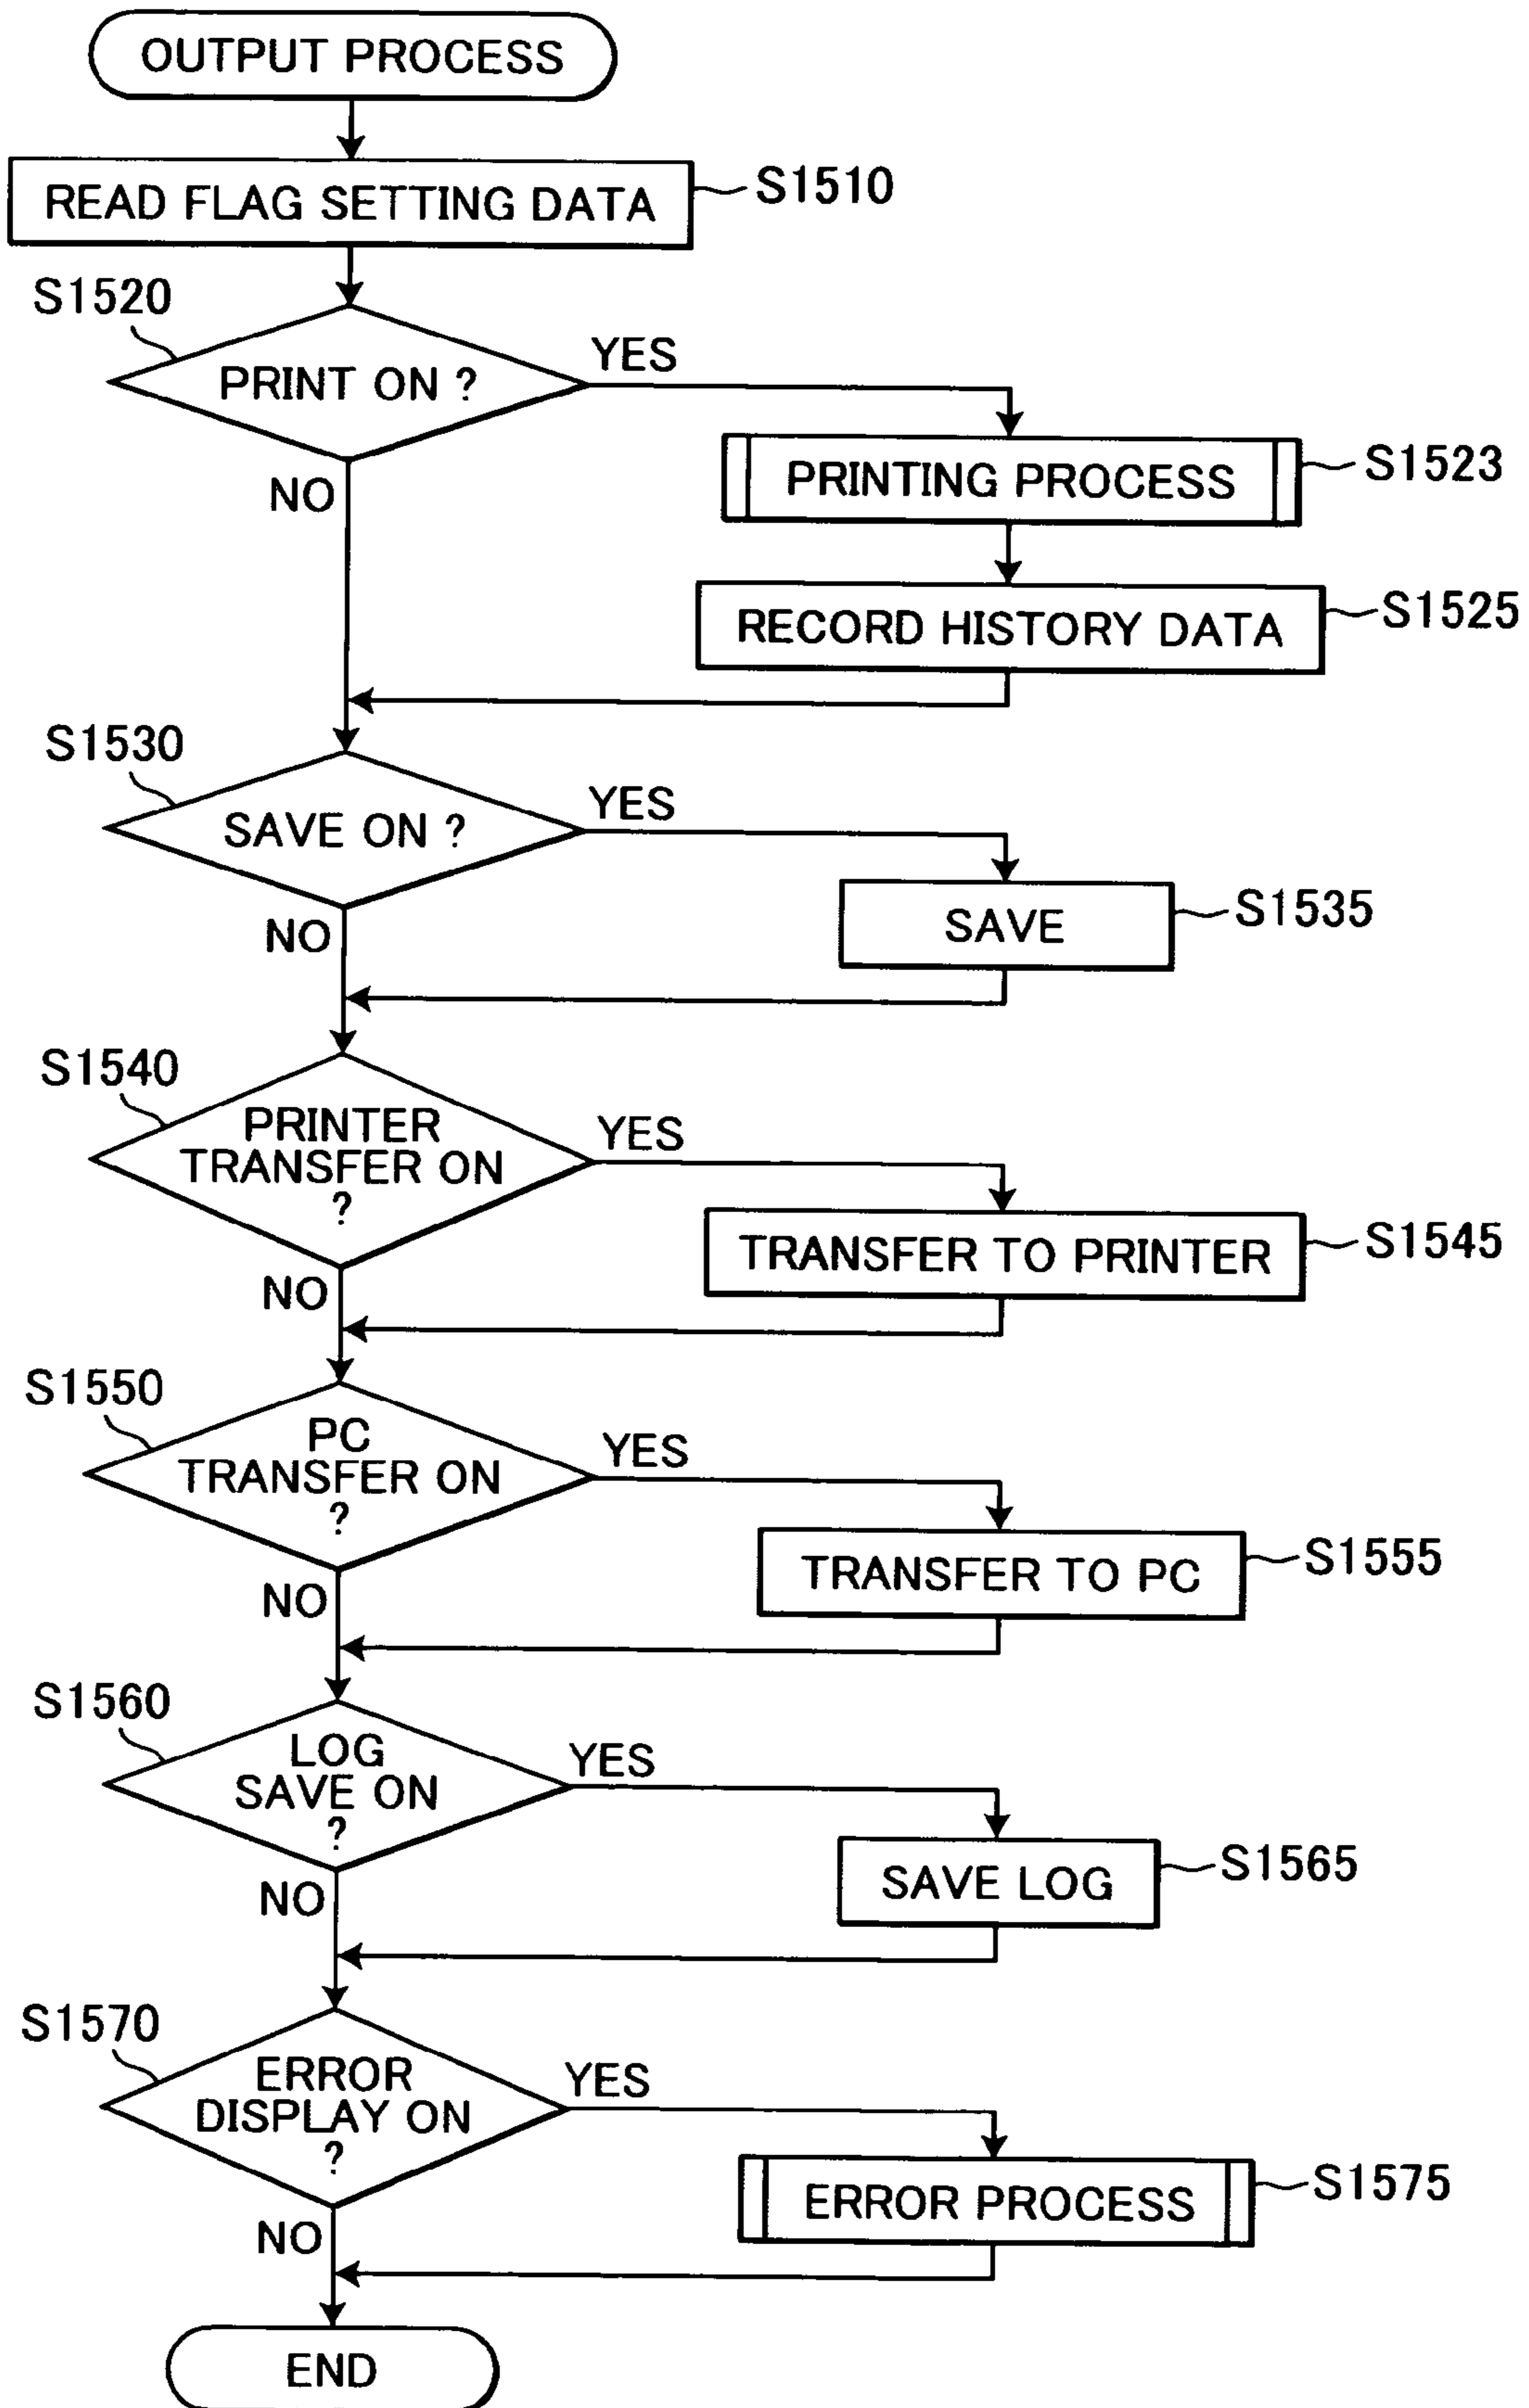 OUTPUT PROCESS
READ FLAG SETTING DATA
S1510
S1520
PRINT ON ?
YES
NO
PRINTING PROCESS
S1523
RECORD HISTORY DATA
S1525
S1530
SAVE ON ?
YES
NO
SAVE
S1535
S1540
PRINTER
TRANSFER ON
?
YES
NO
TRANSFER TO PRINTER
S1545
S1550
PC
TRANSFER ON
?
YES
NO
TRANSFER TO PC
S1555
S1560
LOG
SAVE ON
?
YES
NO
SAVE LOG
S1565
S1570
ERROR
DISPLAY ON
?
YES
NO
ERROR PROCESS
S1575
END